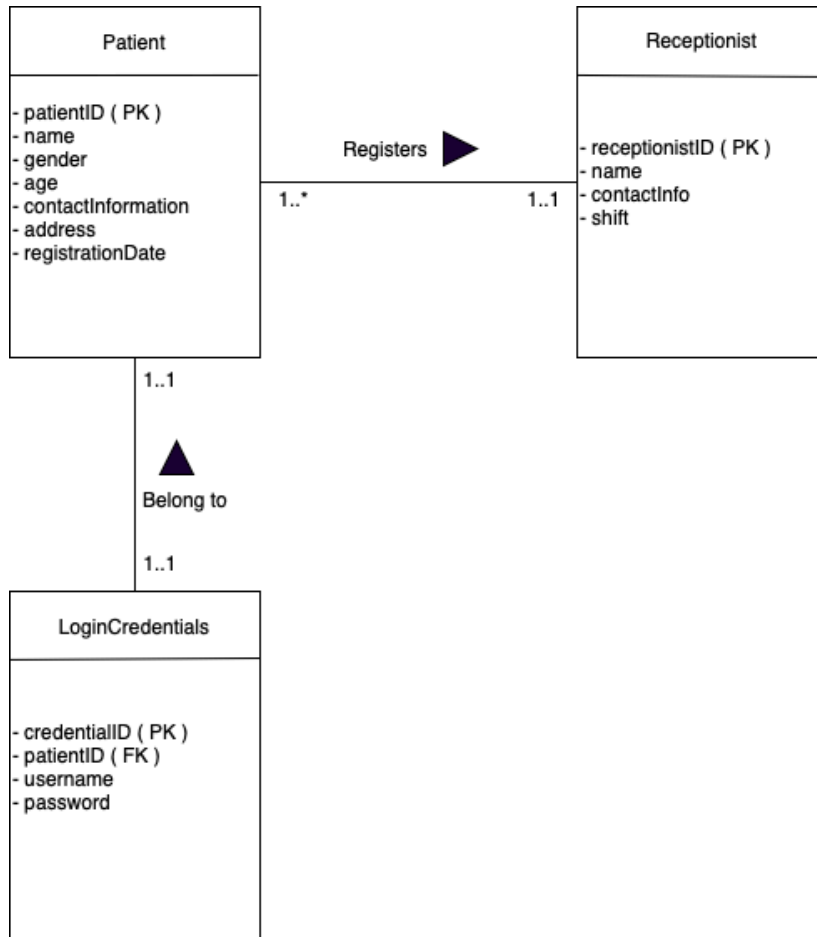 Patient
- patientID ( PK )
- name
- gender
- age
- contactInformation
- address
- registrationDate
Registers
1..*
1..1
Receptionist
- receptionistID ( PK )
- name
- contactInfo
- shift
1..1
Belong to
1..1
LoginCredentials
- credentialID ( PK )
- patientID ( FK )
- username
- password